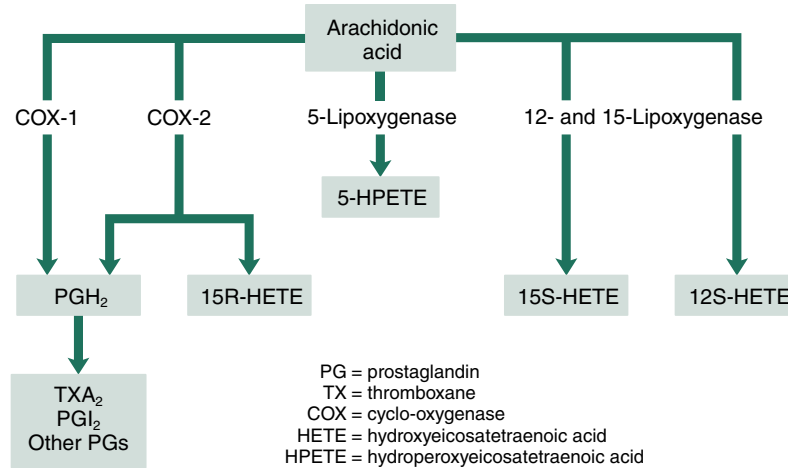 Arachidonic
acid
COX-1
COX-2
5-Lipoxygenase
12- and 15-Lipoxygenase
5-HPETE
PGH₂
15R-HETE
15S-HETE
12S-HETE
TXA₂
PGI₂
Other PGs
PG = prostaglandin
TX = thromboxane
COX = cyclo-oxygenase
HETE = hydroxyeicosatetraenoic acid
HPETE = hydroperoxyeicosatetraenoic acid